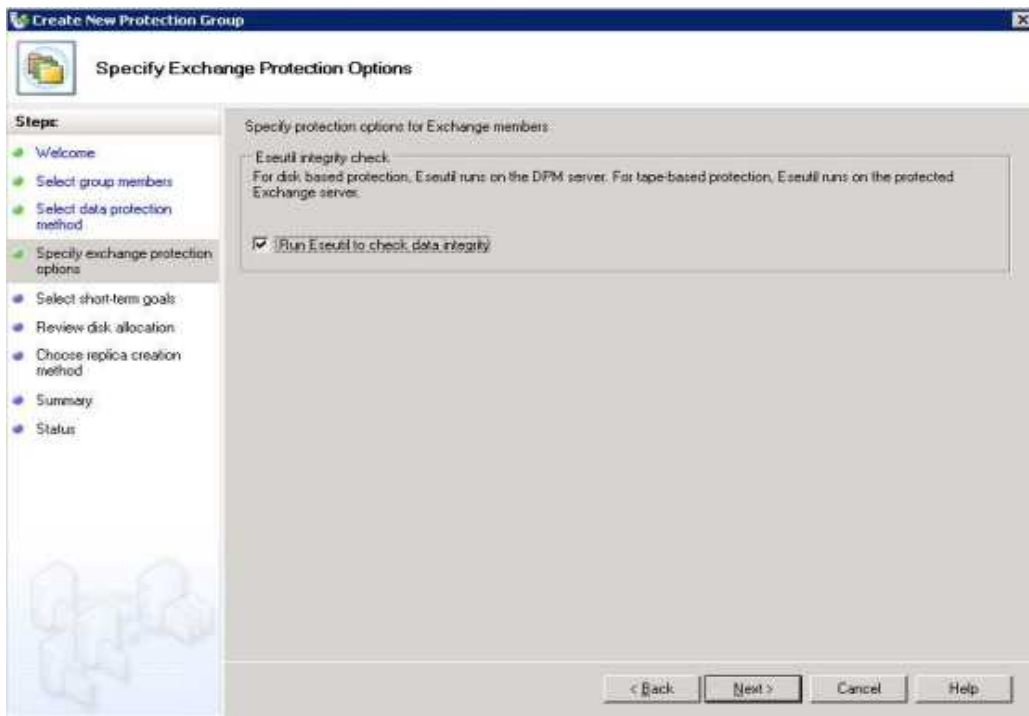 Create New Protection Group
Specify Exchange Protection Options
Steps:
Welcome
Select group members
Select data protection
method
Specify exchange protection
options
Select short-term goals
Review disk allocation
Choose replica creation
method
Summary
Status
Specify protection options for Exchange members
Eseutil integrity check
For disk based protection, Eseutil runs on the DPM server. For tape-based protection, Eseutil runs on the protected
Exchange server.
Run Eseutil to check data integrity
< Back
Next >
Cancel
Help